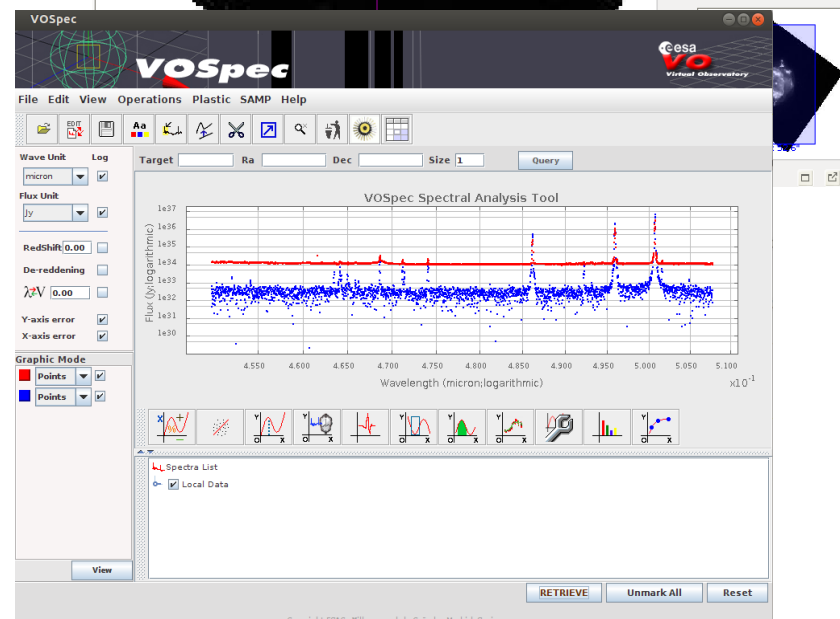 VOSpec
VOSpec
esa
VO
Virtual Observatory
File Edit View Operations Plastic SAMP Help
EDIT
Aa
Wave Unit Log
Target Ra Dec Size 1 Query
micron
Flux Unit
Jy
RedShift 0.00
De-reddening
λ⇄V 0.00
Y-axis error
X-axis error
Graphic Mode
Points
Points
View
VOSpec Spectral Analysis Tool
Flux (Jy;logarithmic)
1e37
1e36
1e35
1e34
1e33
1e32
1e31
1e30
4.550 4.600 4.650 4.700 4.750 4.800 4.850 4.900 4.950 5.000 5.050 5.100
Wavelength (micron;logarithmic)
x10-1
Spectra List
Local Data
RETRIEVE Unmark All Reset